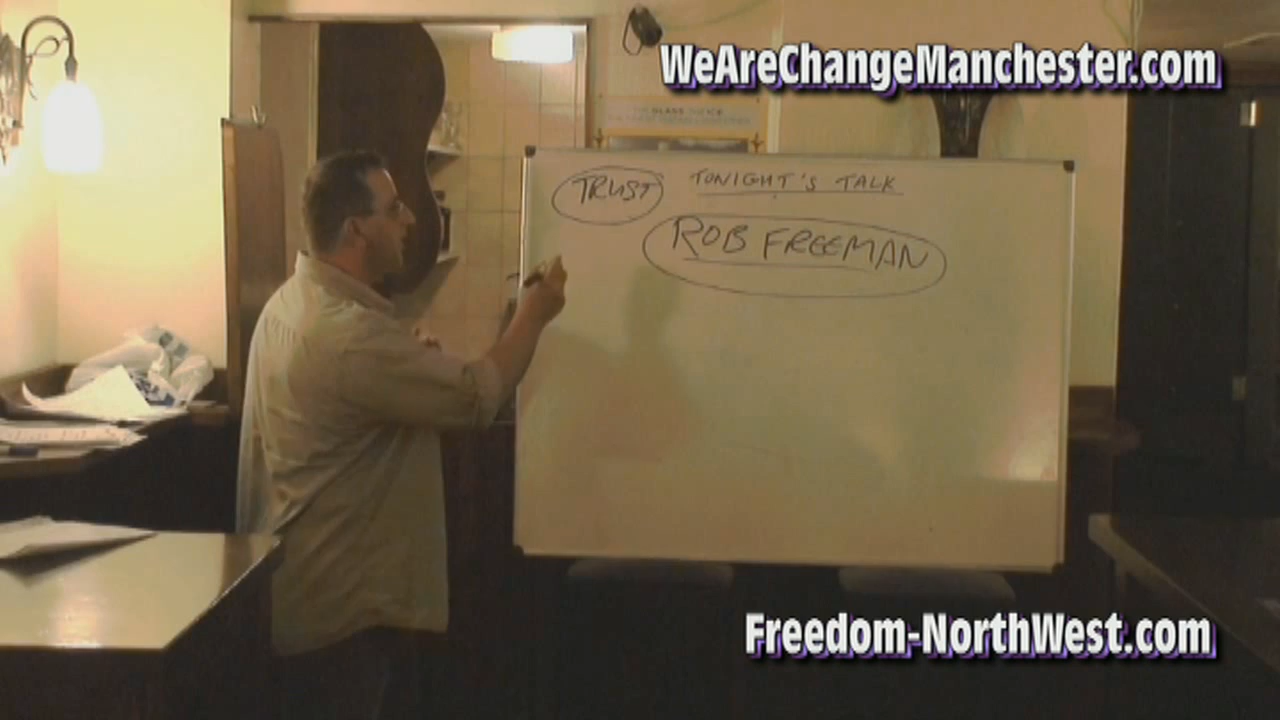 WeAreChangeManchester.com
TRUST TONIGHT'S TALK
ROB FREEMAN
Freedom-NorthWest.com